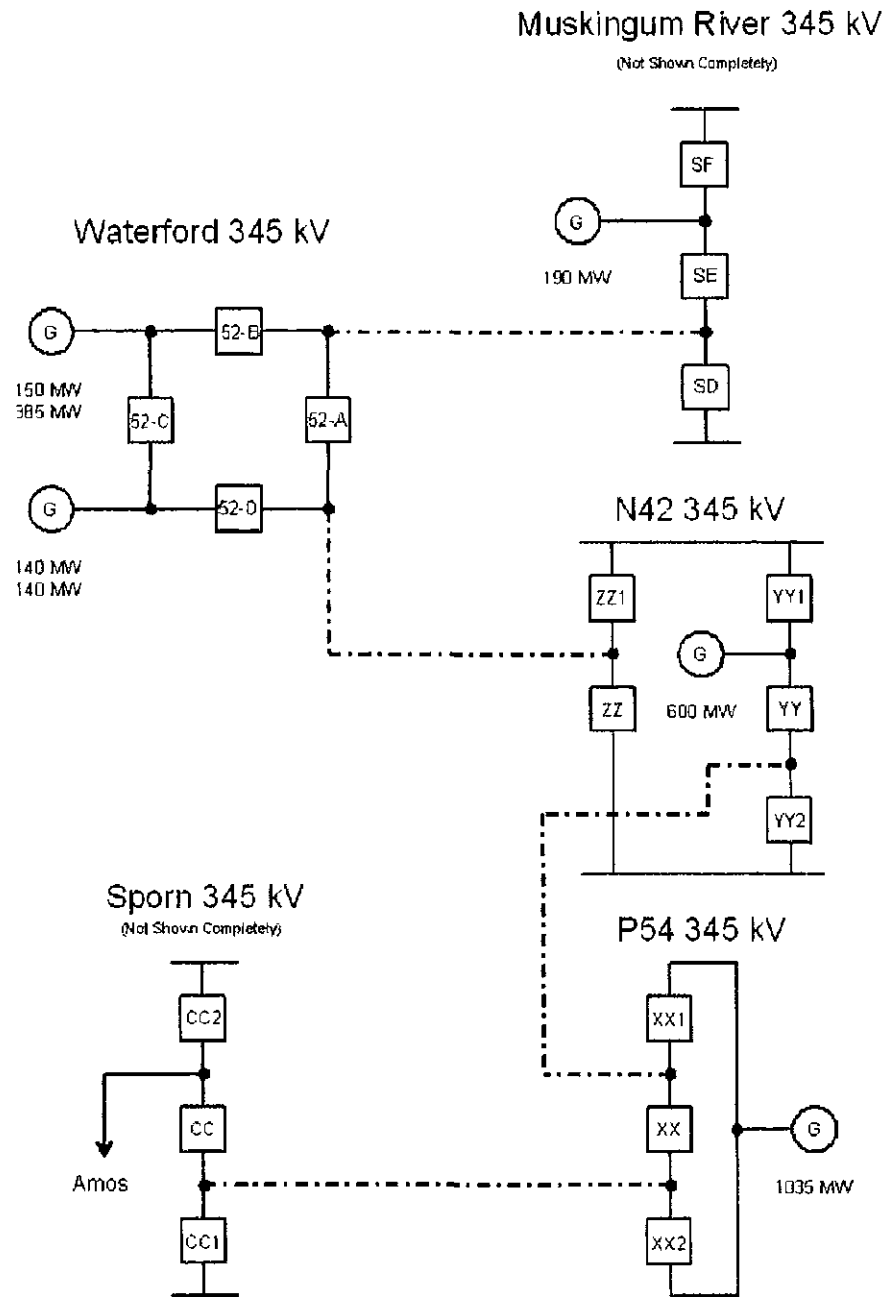 Muskingum River 345 kV
(Not Shown Completely)
SF
G
190 MW
SE
SD
Waterford 345 kV
G
52-B
150 MW
385 MW
52-C
52-A
G
52-D
140 MW
140 MW
N42 345 kV
ZZ1
YY1
G
600 MW
ZZ
YY
YY2
Sporn 345 kV
(Not Shown Completely)
CC2
CC
Amos
CC1
P54 345 kV
XX1
XX
G
1035 MW
XX2